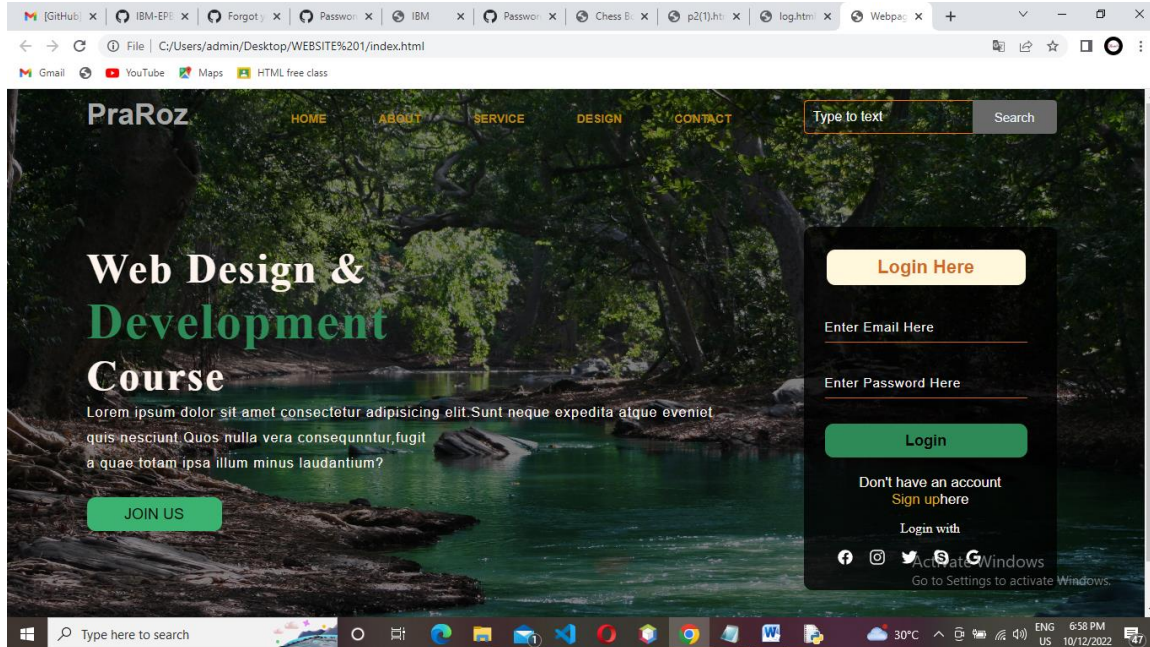 [GitHub]
IBM-EPE
Forgot y
Passwor
IBM
Passwor
Chess Bo
p2(1).ht
log.html
Webpag
File | C:/Users/admin/Desktop/WEBSITE%201/index.html
Gmail
YouTube
Maps
HTML free class
PraRoz
HOME
ABOUT
SERVICE
DESIGN
CONTACT
Type to text
Search
Web Design &
Development
Course
Lorem ipsum dolor sit amet consectetur adipisicing elit.Sunt neque expedita atque eveniet
quis nesciunt Quos nulla vera consequnntur,fugit
a quae totam ipsa illum minus laudantium?
JOIN US
Login Here
Enter Email Here
Enter Password Here
Login
Don't have an account
Sign uphere
Login with
Activate Windows
Go to Settings to activate Windows.
Type here to search
30°C
ENG
US
6:58 PM
10/12/2022
47